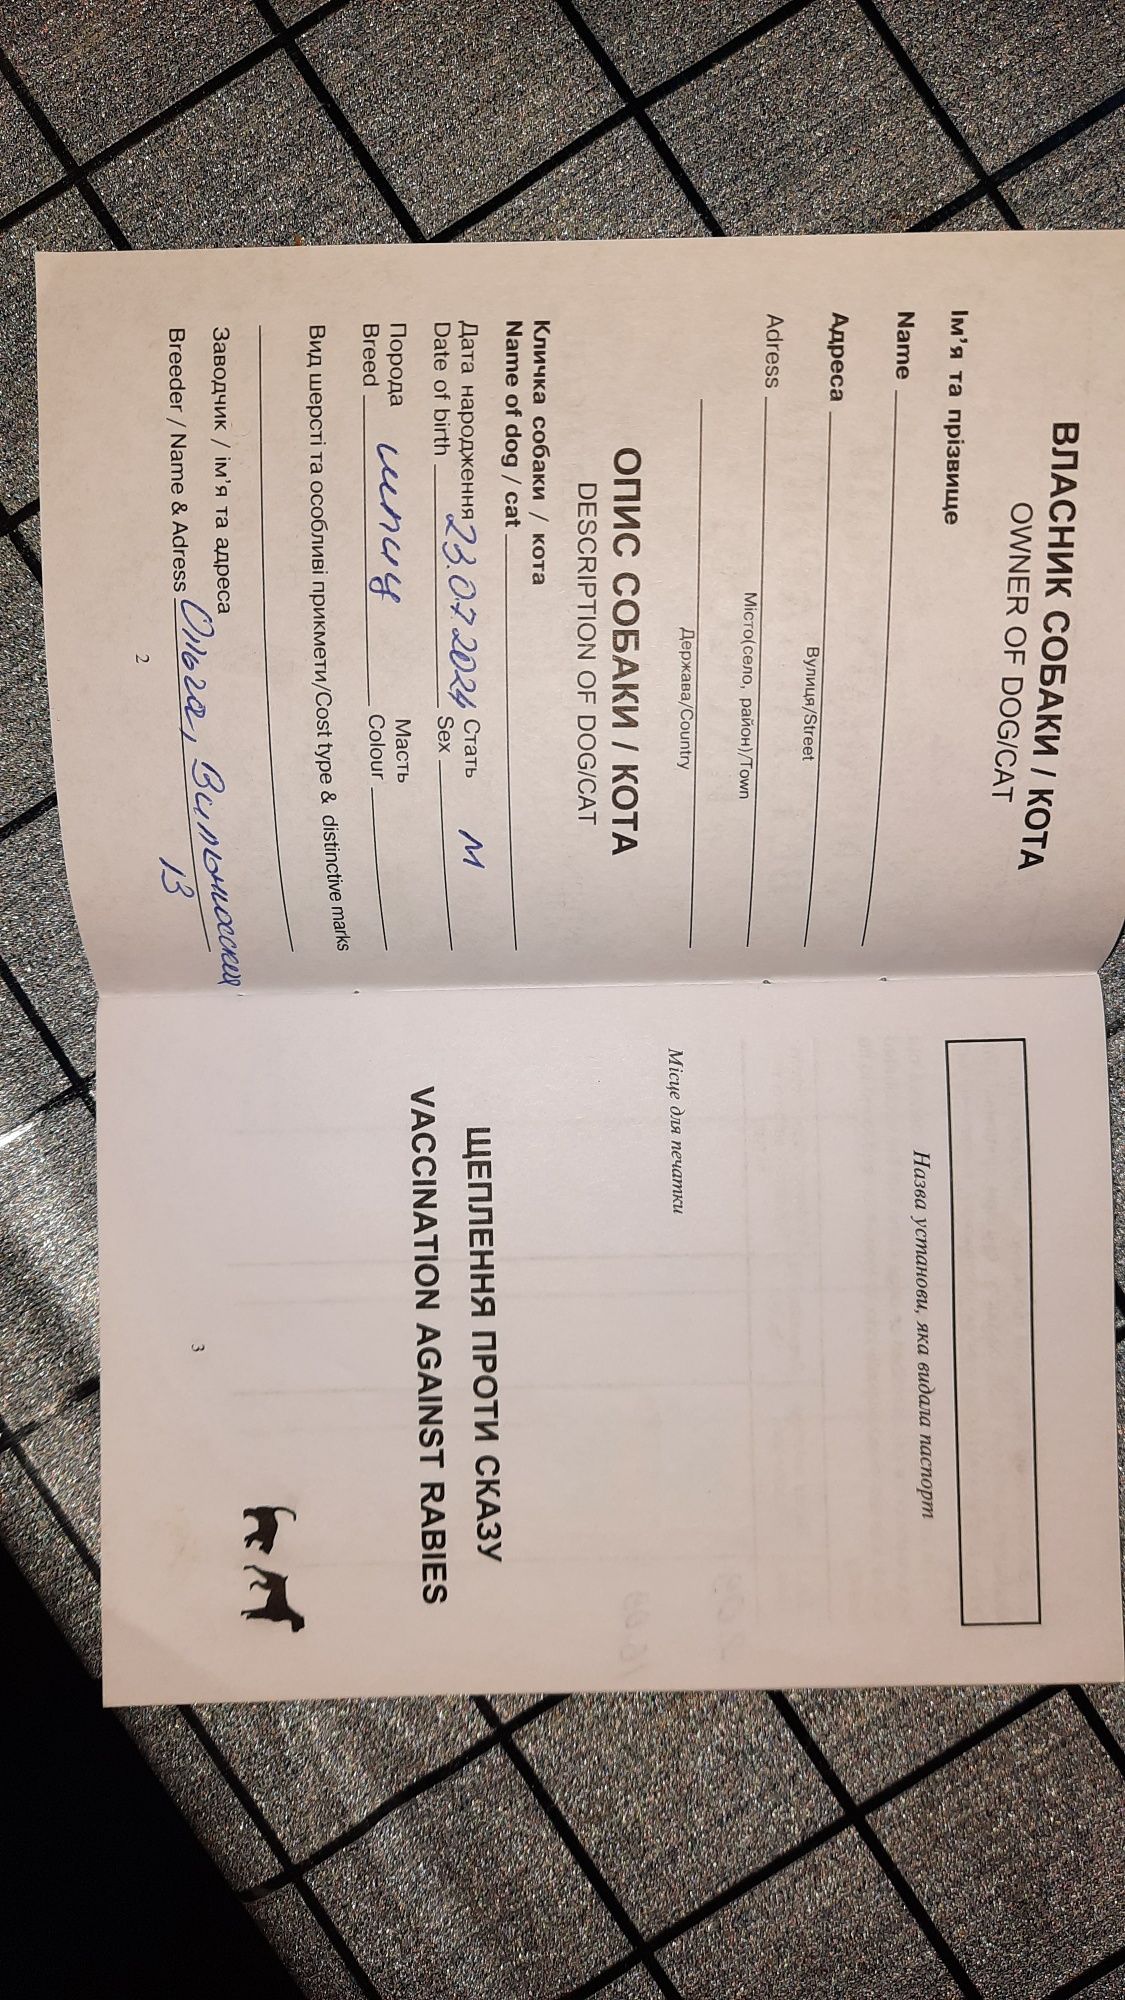 ВЛАСНИК СОБАКИ / КОТА
OWNER OF DOG/CAT
Ім’я та прізвище
Name
Адреса
Вулиця/Street
Adress
Місто(село, район)/Town
Держава/Country
ОПИС СОБАКИ / КОТА
DESCRIPTION OF DOG/CAT
Кличка собаки / кота
Name of dog / cat
Дата народження 23.07.2024 Стать
Date of birth Sex м
Порода шпиц Масть
Breed Colour
Вид шерсті та особливі прикмети/Cost type & distinctive marks
Заводчик / ім’я та адреса
Breeder / Name & Adress Ольга, Вильнюсская
13
2
Назва установи, яка видала паспорт
Місце для печатки
ЩЕПЛЕННЯ ПРОТИ СКАЗУ
VACCINATION AGAINST RABIES
3